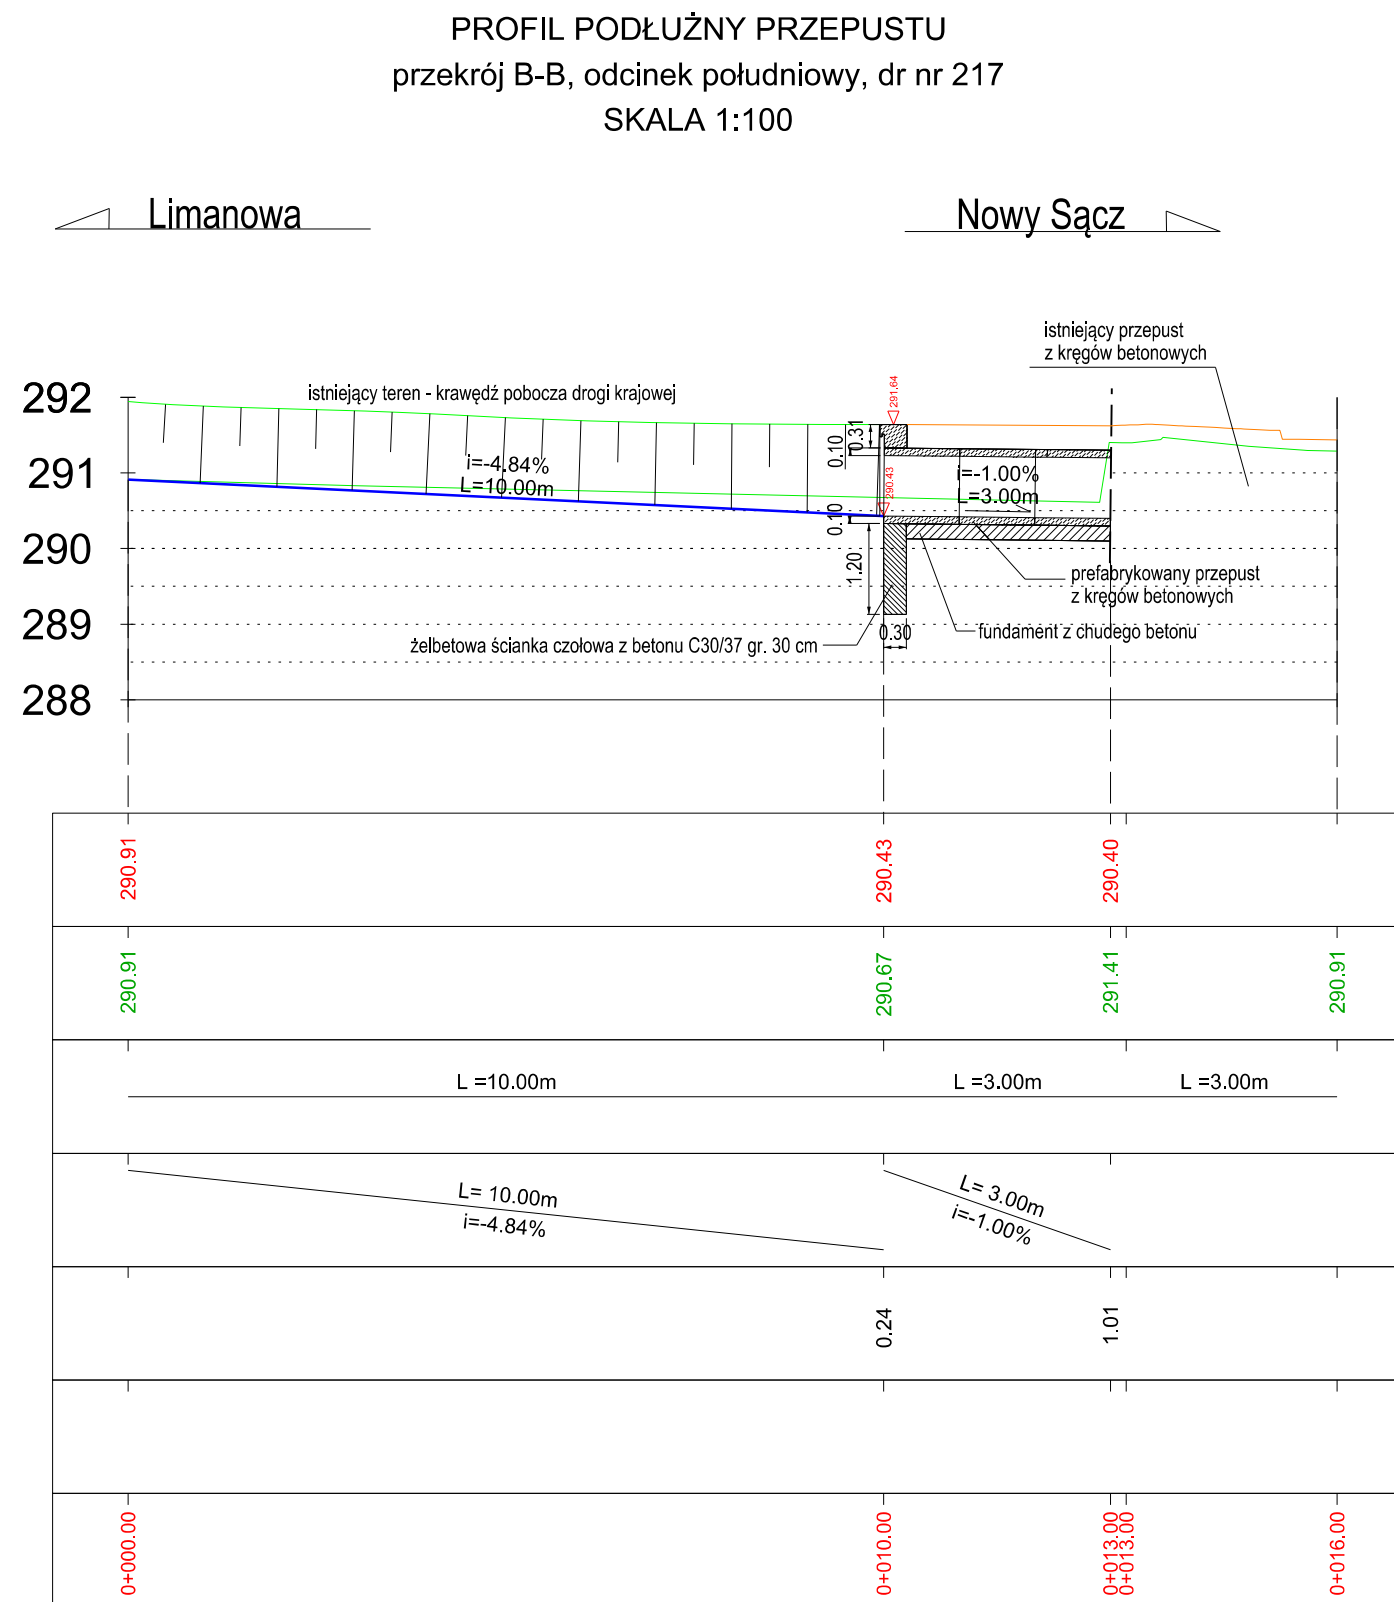 PROFIL PODŁUŻNY PRZEPUSTU
przekrój B-B, odcinek południowy, dr nr 217
SKALA 1:100
Limanowa
Nowy Sącz
istniejący przepust
z kręgów betonowych
292
istniejący teren - krawędź pobocza drogi krajowej
291.64
0.31
0.10
291
i=-4.84%
L=10.00m
290.43
i=-1.00%
L=3.00m
0.10
290
1.20
prefabrykowany przepust
z kręgów betonowych
289
0.30
fundament z chudego betonu
żelbetowa ścianka czołowa z betonu C30/37 gr. 30 cm
288
290.91
290.43
290.40
290.91
290.67
291.41
290.91
L =10.00m
L =3.00m
L =3.00m
L= 10.00m
i=-4.84%
L= 3.00m
i=-1.00%
0.24
1.01
0+000.00
0+010.00
0+013.00
0+013.00
0+016.00